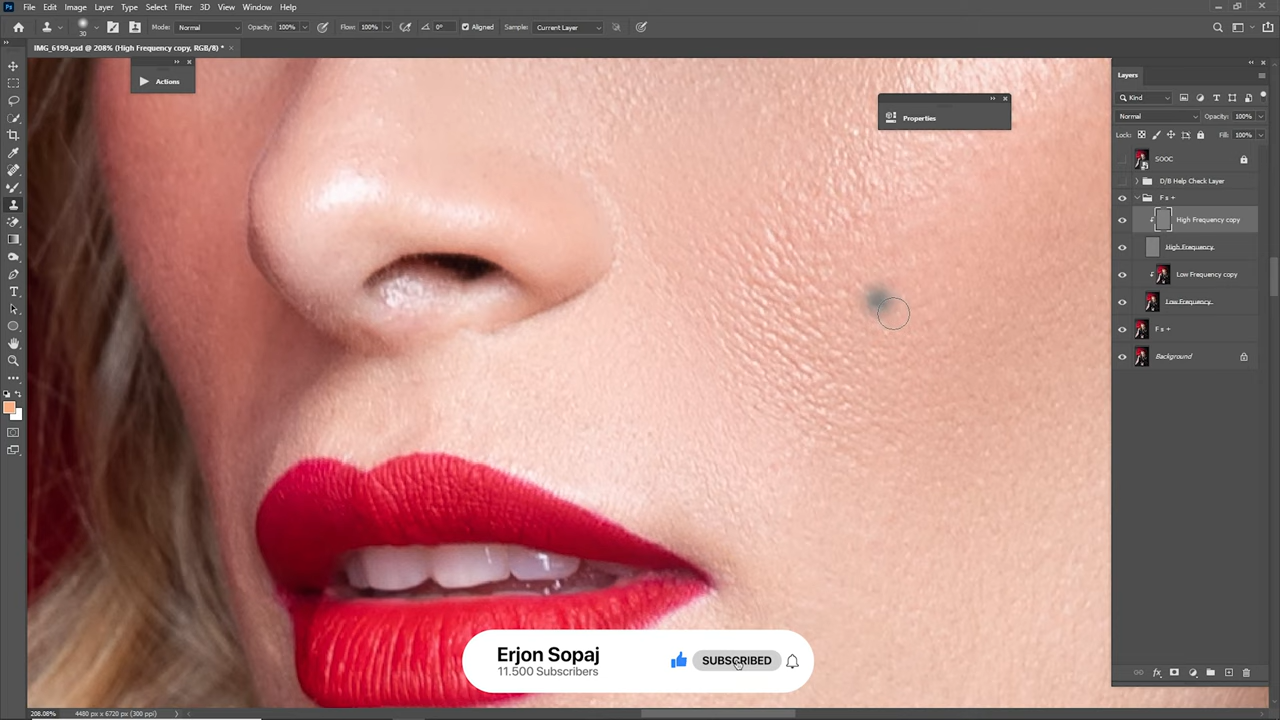 Ps File Edit Image Layer Type Select Filter 3D View Window Help
30 Mode: Normal Opacity: 100% Flow: 100% 0° Aligned Sample: Current Layer
IMG_6199.psd @ 208% (High Frequency copy, RGB/8) * ×
Actions
Properties
Layers
Kind
Normal Opacity: 100%
Lock: Fill: 100%
SOOC
D/B Help Check Layer
F s +
High Frequency copy
High Frequency
Low Frequency copy
Low Frequency
F s +
Background
T
Erjon Sopaj
11.500 Subscribers
SUBSCRIBED
fx
208.08% 4480 px x 6720 px (300 ppi)